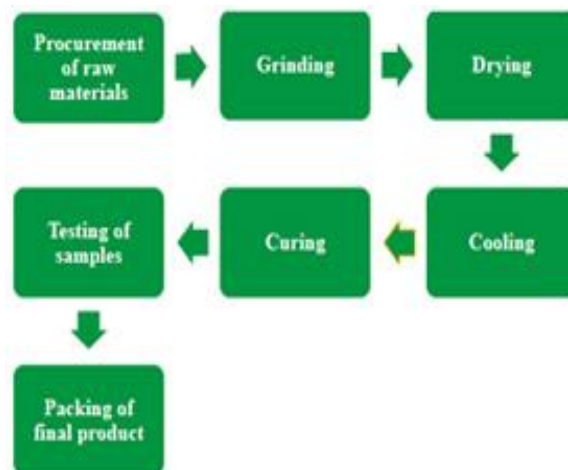 Procurement
of raw
materials
Grinding
Drying
Cooling
Curing
Testing of
samples
Packing of
final product